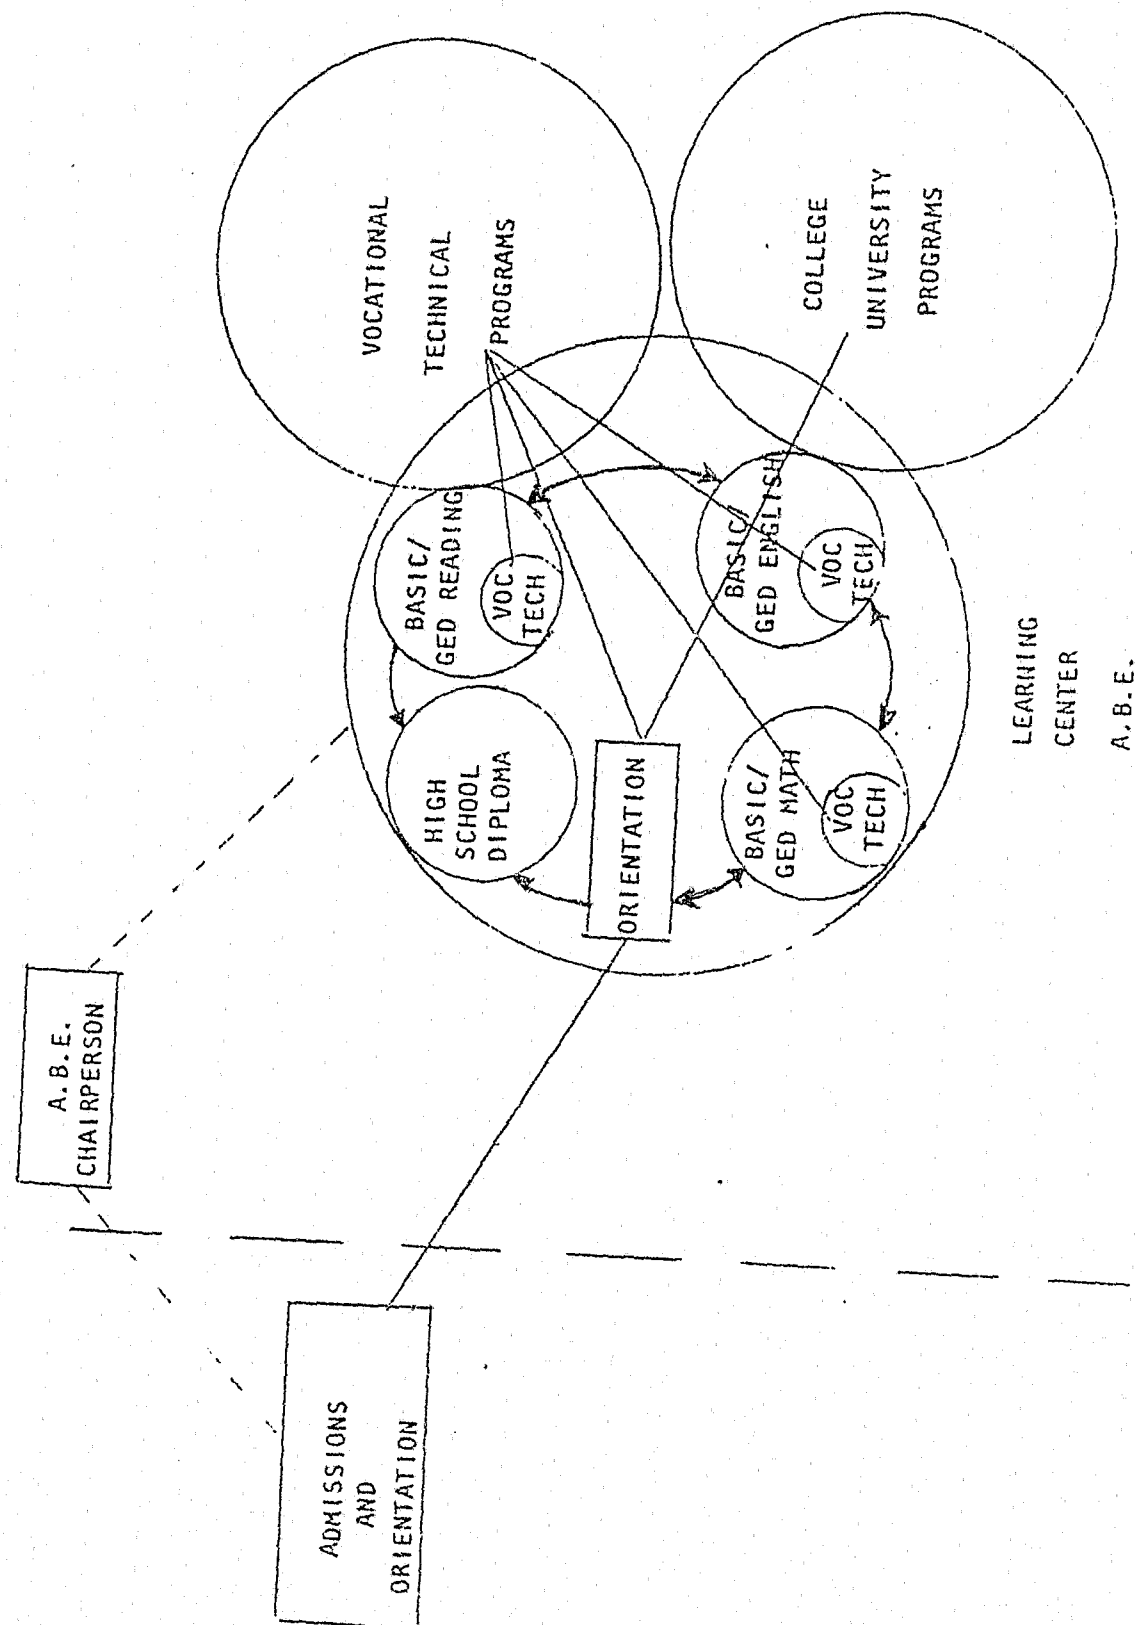 A.B.E.
CHAIRPERSON
ADMISSIONS
AND
ORIENTATION
HIGH
SCHOOL
DIPLOMA
BASIC/
GED READING
VOC
TECH
ORIENTATION
BASIC/
GED MATH
VOC
TECH
BASIC/
GED ENGLISH
VOC
TECH
VOCATIONAL
TECHNICAL
PROGRAMS
COLLEGE
UNIVERSITY
PROGRAMS
LEARNING
CENTER
A.B.E.